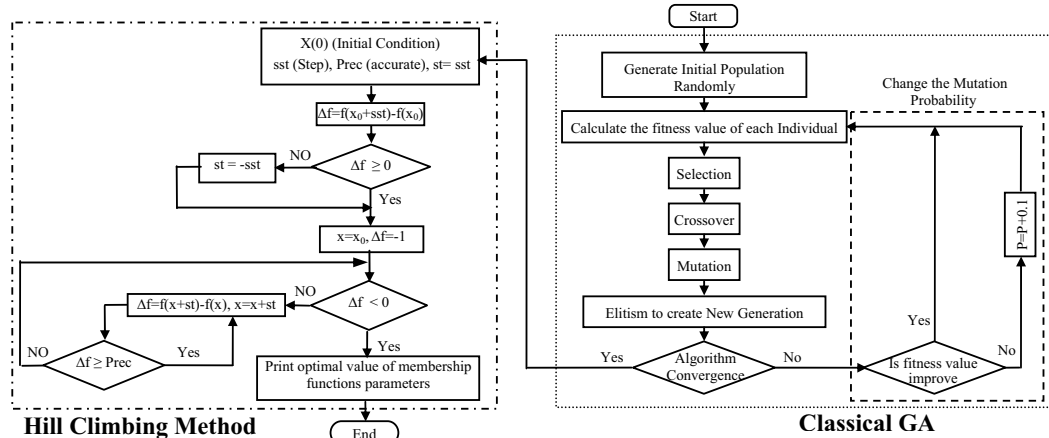 Start
Generate Initial Population
Randomly
Calculate the fitness value of each Individual
Selection
Crossover
Mutation
Elitism to create New Generation
Algorithm
Convergence
Yes
No
Change the Mutation
Probability
Is fitness value
improve
Yes
No
P=P+0.1
Classical GA
X(0) (Initial Condition)
sst (Step), Prec (accurate), st= sst
Δf=f(x₀+sst)-f(x₀)
Δf ≥ 0
NO
st = -sst
Yes
x=x₀, Δf=-1
Δf < 0
NO
Δf=f(x+st)-f(x), x=x+st
Δf ≥ Prec
NO
Yes
Yes
Print optimal value of membership
functions parameters
End
Hill Climbing Method